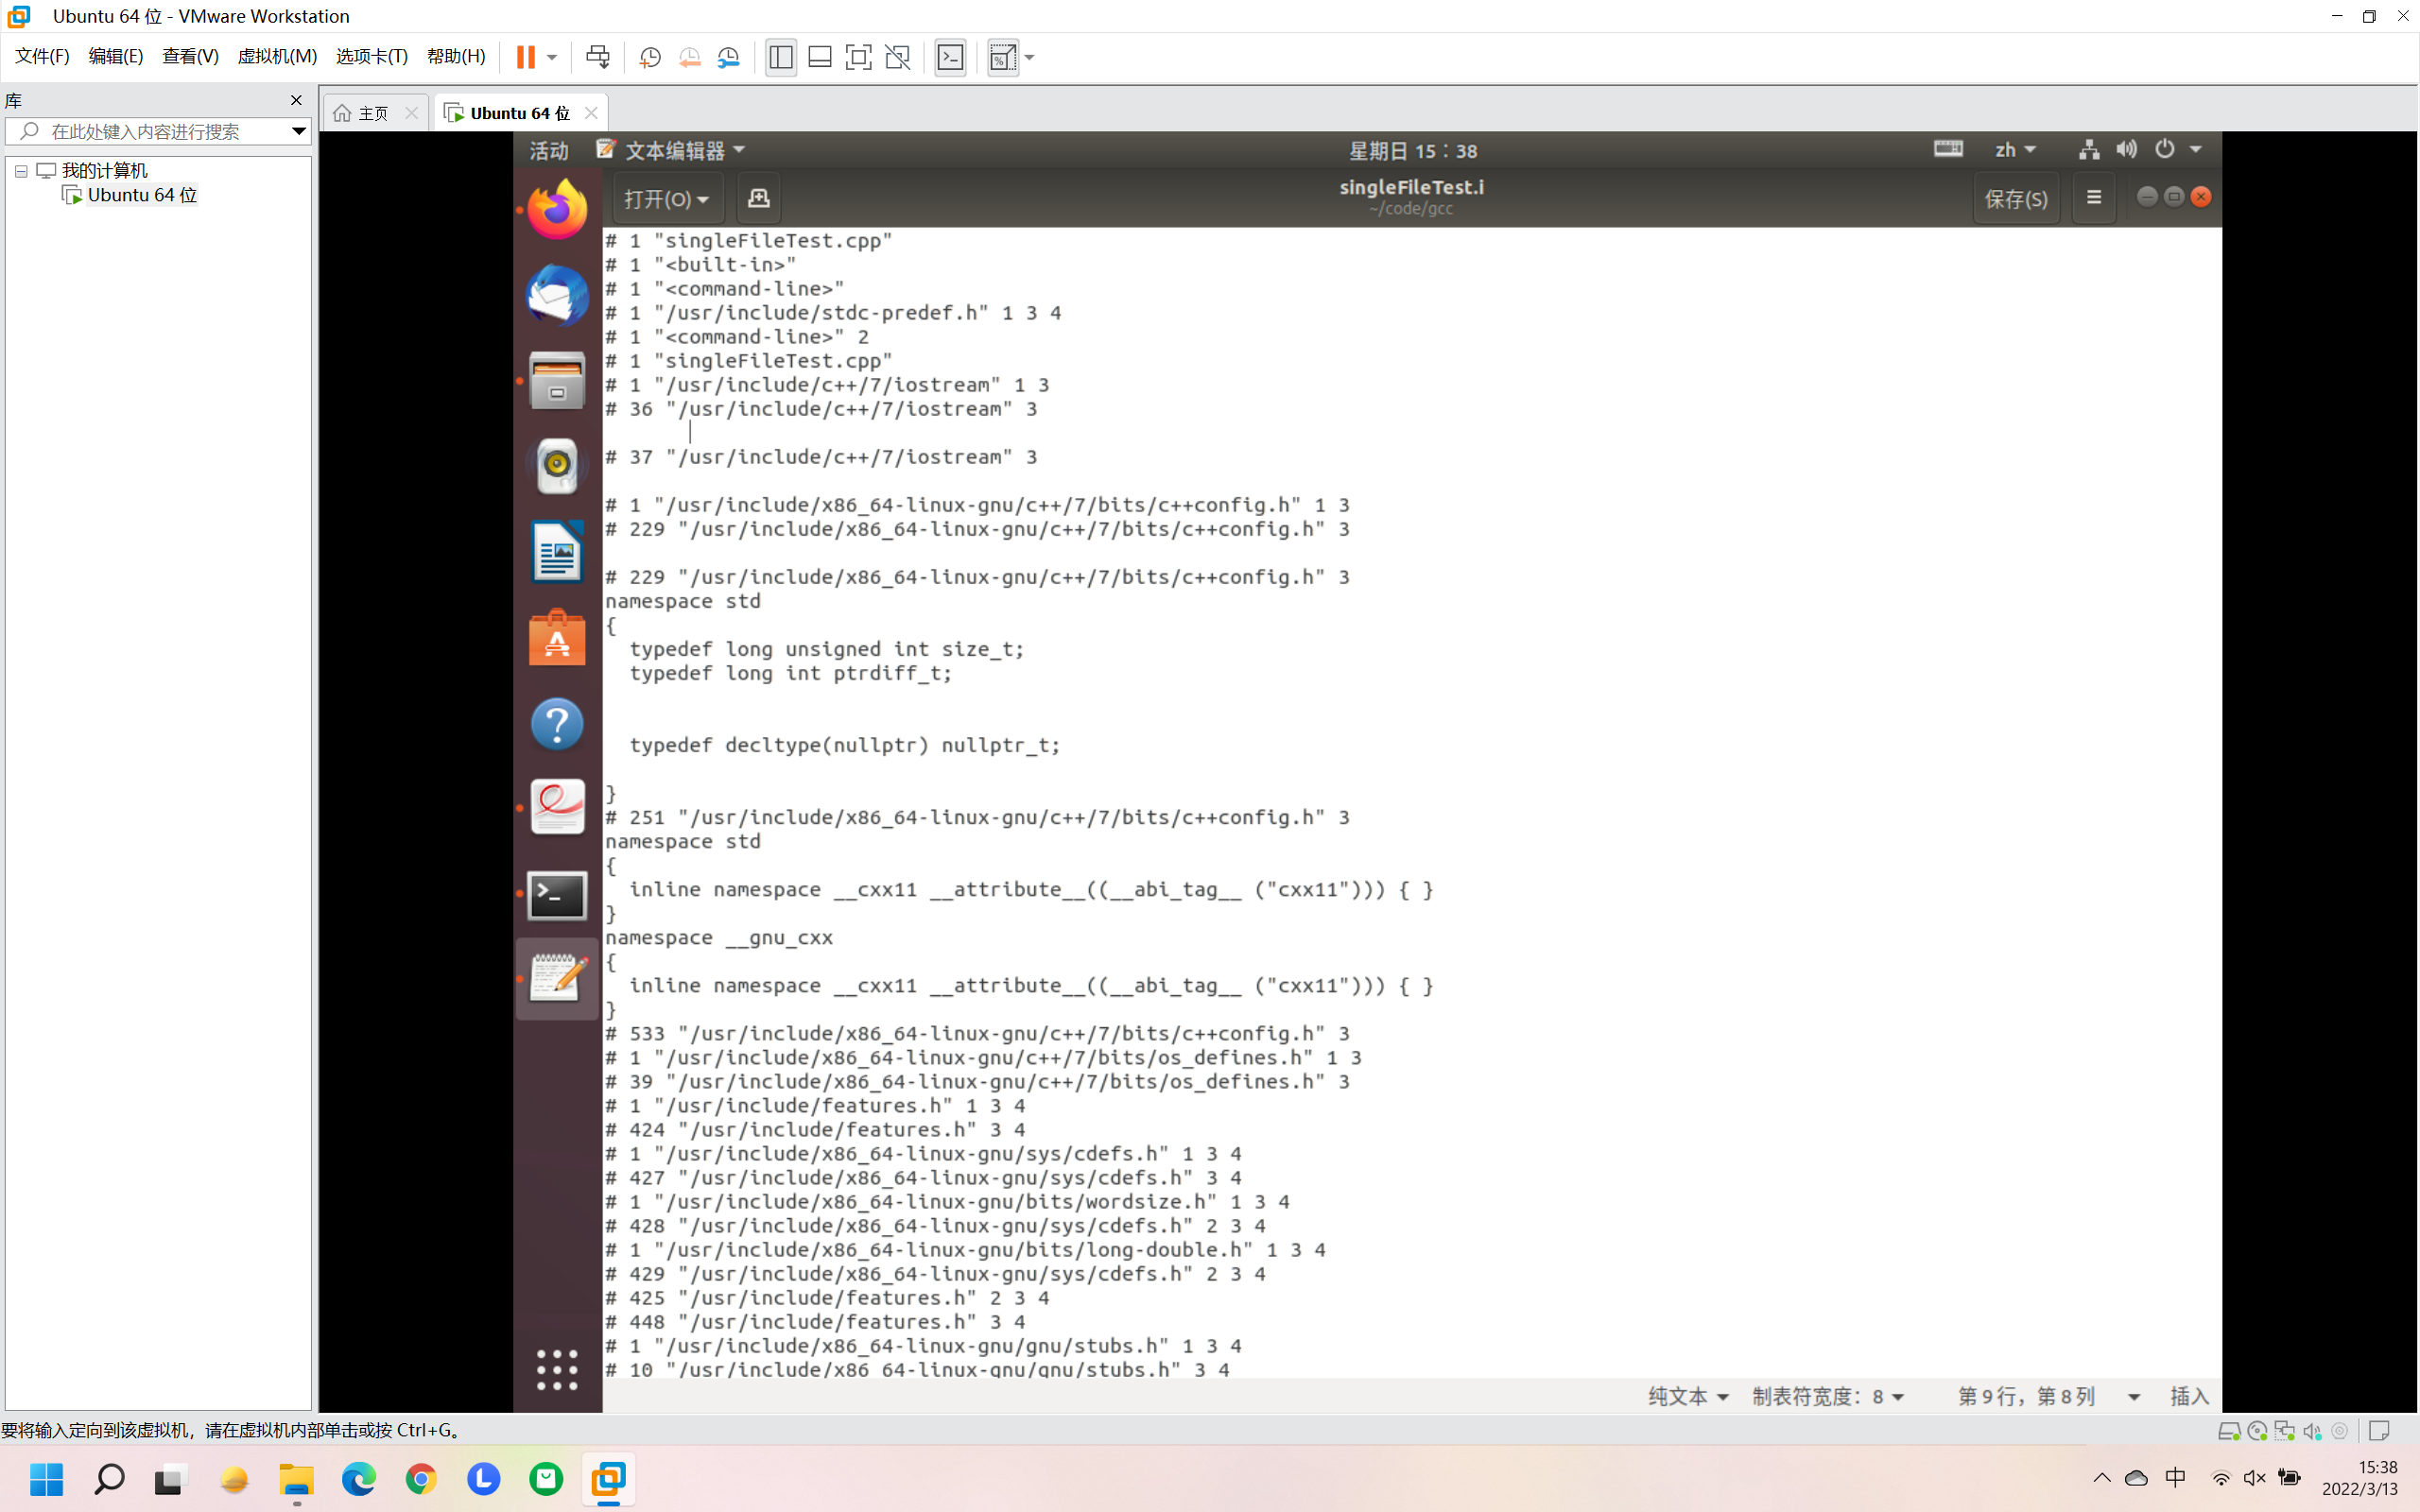 Ubuntu 64 位 - VMware Workstation
文件(F) 编辑(E) 查看(V) 虚拟机(M) 选项卡(T) 帮助(H)
库
在此处键入内容进行搜索
我的计算机
Ubuntu 64 位
主页
Ubuntu 64 位
活动 文本编辑器 星期日 15：38 zh
打开(O) singleFileTest.i 保存(S)
~/code/gcc
# 1 "singleFileTest.cpp"
# 1 "<built-in>"
# 1 "<command-line>"
# 1 "/usr/include/stdc-predef.h" 1 3 4
# 1 "<command-line>" 2
# 1 "singleFileTest.cpp"
# 1 "/usr/include/c++/7/iostream" 1 3
# 36 "/usr/include/c++/7/iostream" 3
# 37 "/usr/include/c++/7/iostream" 3
# 1 "/usr/include/x86_64-linux-gnu/c++/7/bits/c++config.h" 1 3
# 229 "/usr/include/x86_64-linux-gnu/c++/7/bits/c++config.h" 3
# 229 "/usr/include/x86_64-linux-gnu/c++/7/bits/c++config.h" 3
namespace std
{
typedef long unsigned int size_t;
typedef long int ptrdiff_t;
typedef decltype(nullptr) nullptr_t;
}
# 251 "/usr/include/x86_64-linux-gnu/c++/7/bits/c++config.h" 3
namespace std
{
inline namespace __cxx11 __attribute__((__abi_tag__ ("cxx11"))) { }
}
namespace __gnu_cxx
{
inline namespace __cxx11 __attribute__((__abi_tag__ ("cxx11"))) { }
}
# 533 "/usr/include/x86_64-linux-gnu/c++/7/bits/c++config.h" 3
# 1 "/usr/include/x86_64-linux-gnu/c++/7/bits/os_defines.h" 1 3
# 39 "/usr/include/x86_64-linux-gnu/c++/7/bits/os_defines.h" 3
# 1 "/usr/include/features.h" 1 3 4
# 424 "/usr/include/features.h" 3 4
# 1 "/usr/include/x86_64-linux-gnu/sys/cdefs.h" 1 3 4
# 427 "/usr/include/x86_64-linux-gnu/sys/cdefs.h" 3 4
# 1 "/usr/include/x86_64-linux-gnu/bits/wordsize.h" 1 3 4
# 428 "/usr/include/x86_64-linux-gnu/sys/cdefs.h" 2 3 4
# 1 "/usr/include/x86_64-linux-gnu/bits/long-double.h" 1 3 4
# 429 "/usr/include/x86_64-linux-gnu/sys/cdefs.h" 2 3 4
# 425 "/usr/include/features.h" 2 3 4
# 448 "/usr/include/features.h" 3 4
# 1 "/usr/include/x86_64-linux-gnu/gnu/stubs.h" 1 3 4
# 10 "/usr/include/x86_64-linux-gnu/gnu/stubs.h" 3 4
纯文本 制表符宽度：8 第 9 行，第 8 列 插入
要将输入定向到该虚拟机，请在虚拟机内部单击或按 Ctrl+G。
中
15:38
2022/3/13